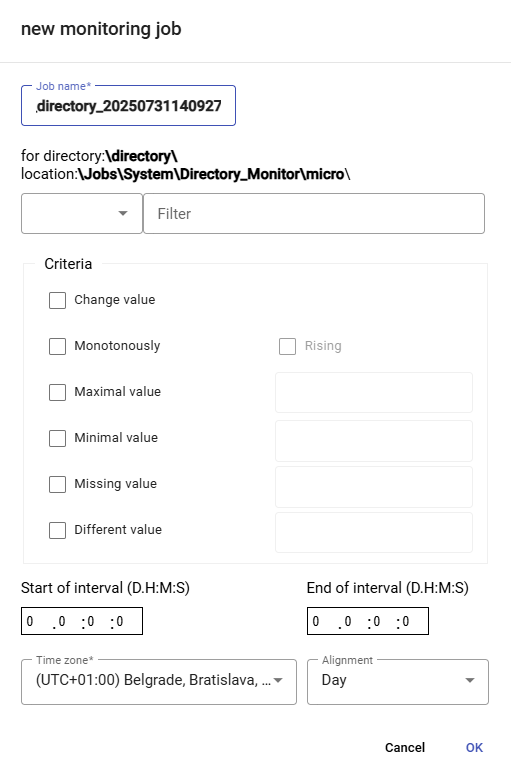 new monitoring job
Job name*
directory_20250731140927
for directory:\directory\
location:\Jobs\System\Directory_Monitor\micro\
Filter
Criteria
Change value
Monotonously Rising
Maximal value
Minimal value
Missing value
Different value
Start of interval (D.H:M:S) End of interval (D.H:M:S)
0 .0 :0 :0 0 .0 :0 :0
Time zone* Alignment
(UTC+01:00) Belgrade, Bratislava, ... Day
Cancel OK